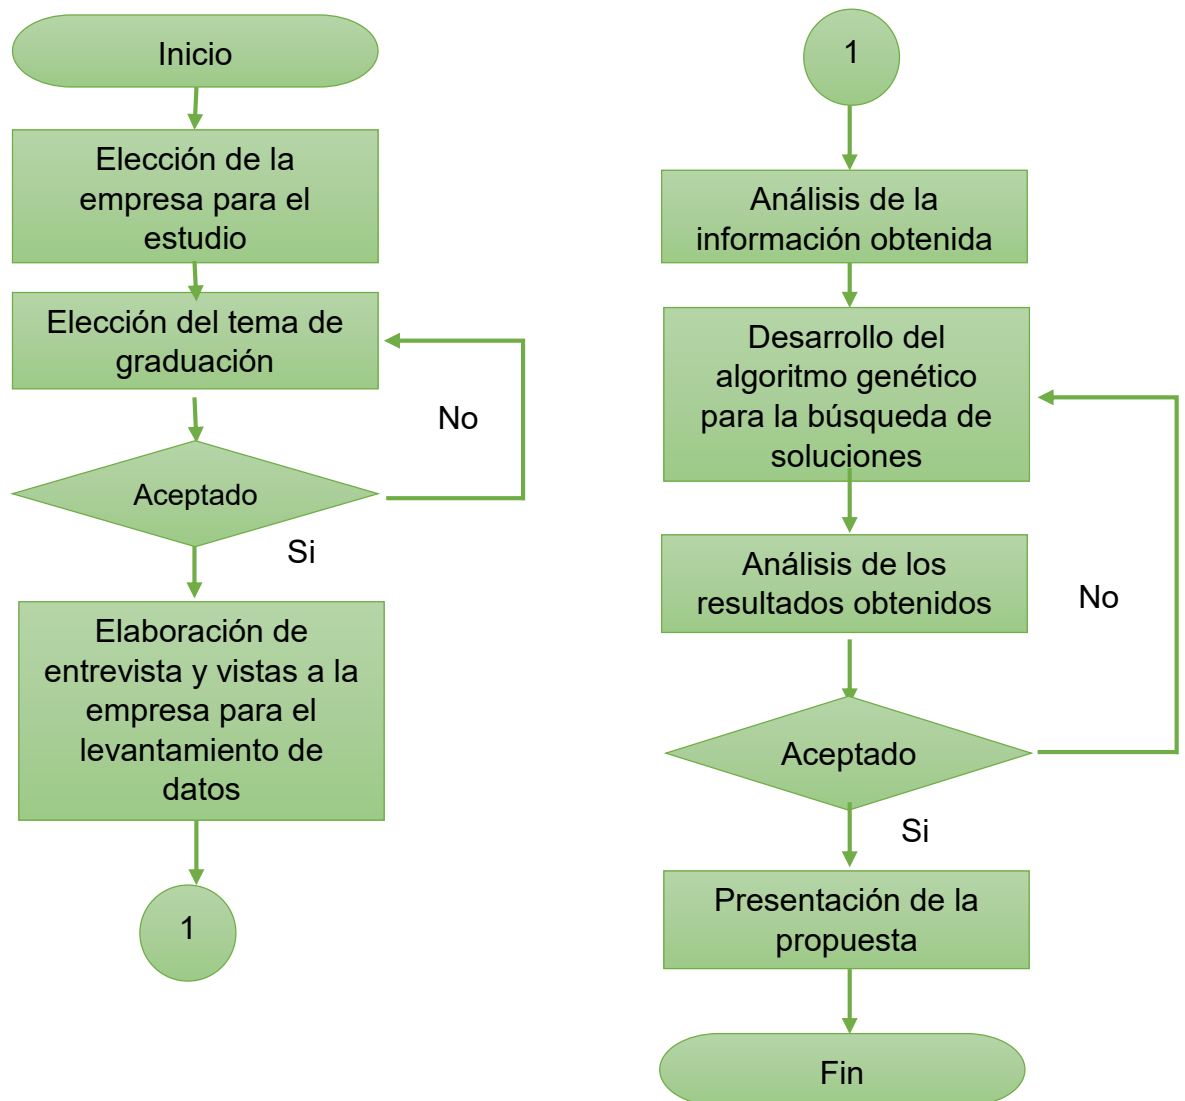 Inicio
Elección de la
empresa para el
estudio
Elección del tema de
graduación
No
Aceptado
Si
Elaboración de
entrevista y vistas a la
empresa para el
levantamiento de
datos
1
1
Análisis de la
información obtenida
Desarrollo del
algoritmo genético
para la búsqueda de
soluciones
Análisis de los
resultados obtenidos
No
Aceptado
Si
Presentación de la
propuesta
Fin